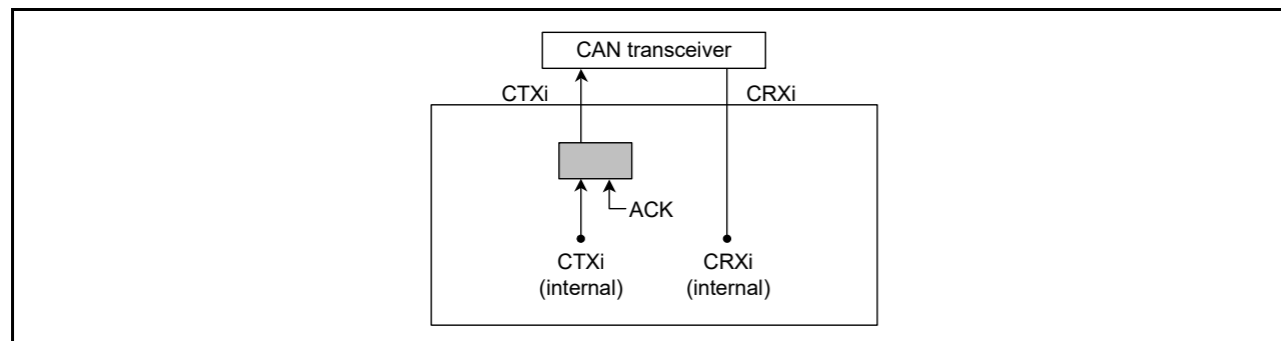 CAN transceiver
CTXi
CRXi
ACK
CTXi
(internal)
CRXi
(internal)